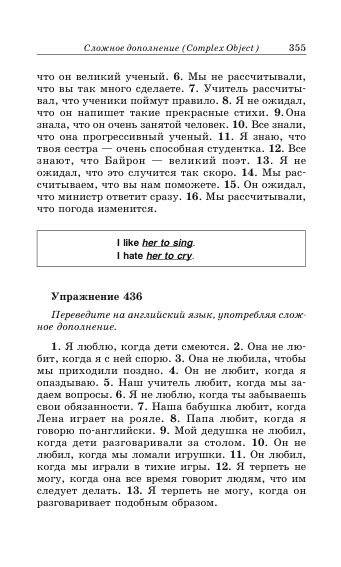 Сложное дополнение (Complex Object) 355
что он великий ученый. 6. Мы не рассчитывали,
что вы так много сделаете. 7. Учитель рассчиты-
вал, что ученики поймут правило. 8. Я не ожидал,
что он напишет такие прекрасные стихи. 9. Она
знала, что он очень занятой человек. 10. Все знали,
что она прогрессивный ученый. 11. Я знаю, что
твоя сестра — очень способная студентка. 12. Все
знают, что Байрон — великий поэт. 13. Я не
ожидал, что это случится так скоро. 14. Мы рас-
считываем, что вы нам поможете. 15. Он ожидал,
что министр ответит сразу. 16. Мы рассчитывали,
что погода изменится.
I like her to sing.
I hate her to cry.
Упражнение 436
Переведите на английский язык, употребляя слож-
ное дополнение.
1. Я люблю, когда дети смеются. 2. Она не лю-
бит, когда я с ней спорю. 3. Она не любила, чтобы
мы приходили поздно. 4. Он не любит, когда я
опаздываю. 5. Наш учитель любит, когда мы за-
даем вопросы. 6. Я не люблю, когда ты забываешь
свои обязанности. 7. Наша бабушка любит, когда
Лена играет на рояле. 8. Папа любит, когда я
говорю по-английски. 9. Мой дедушка не любил,
когда дети разговаривали за столом. 10. Он не
любил, когда мы ломали игрушки. 11. Он любил,
когда мы играли в тихие игры. 12. Я терпеть не
могу, когда она все время говорит людям, что им
следует делать. 13. Я терпеть не могу, когда он
разговаривает подобным образом.